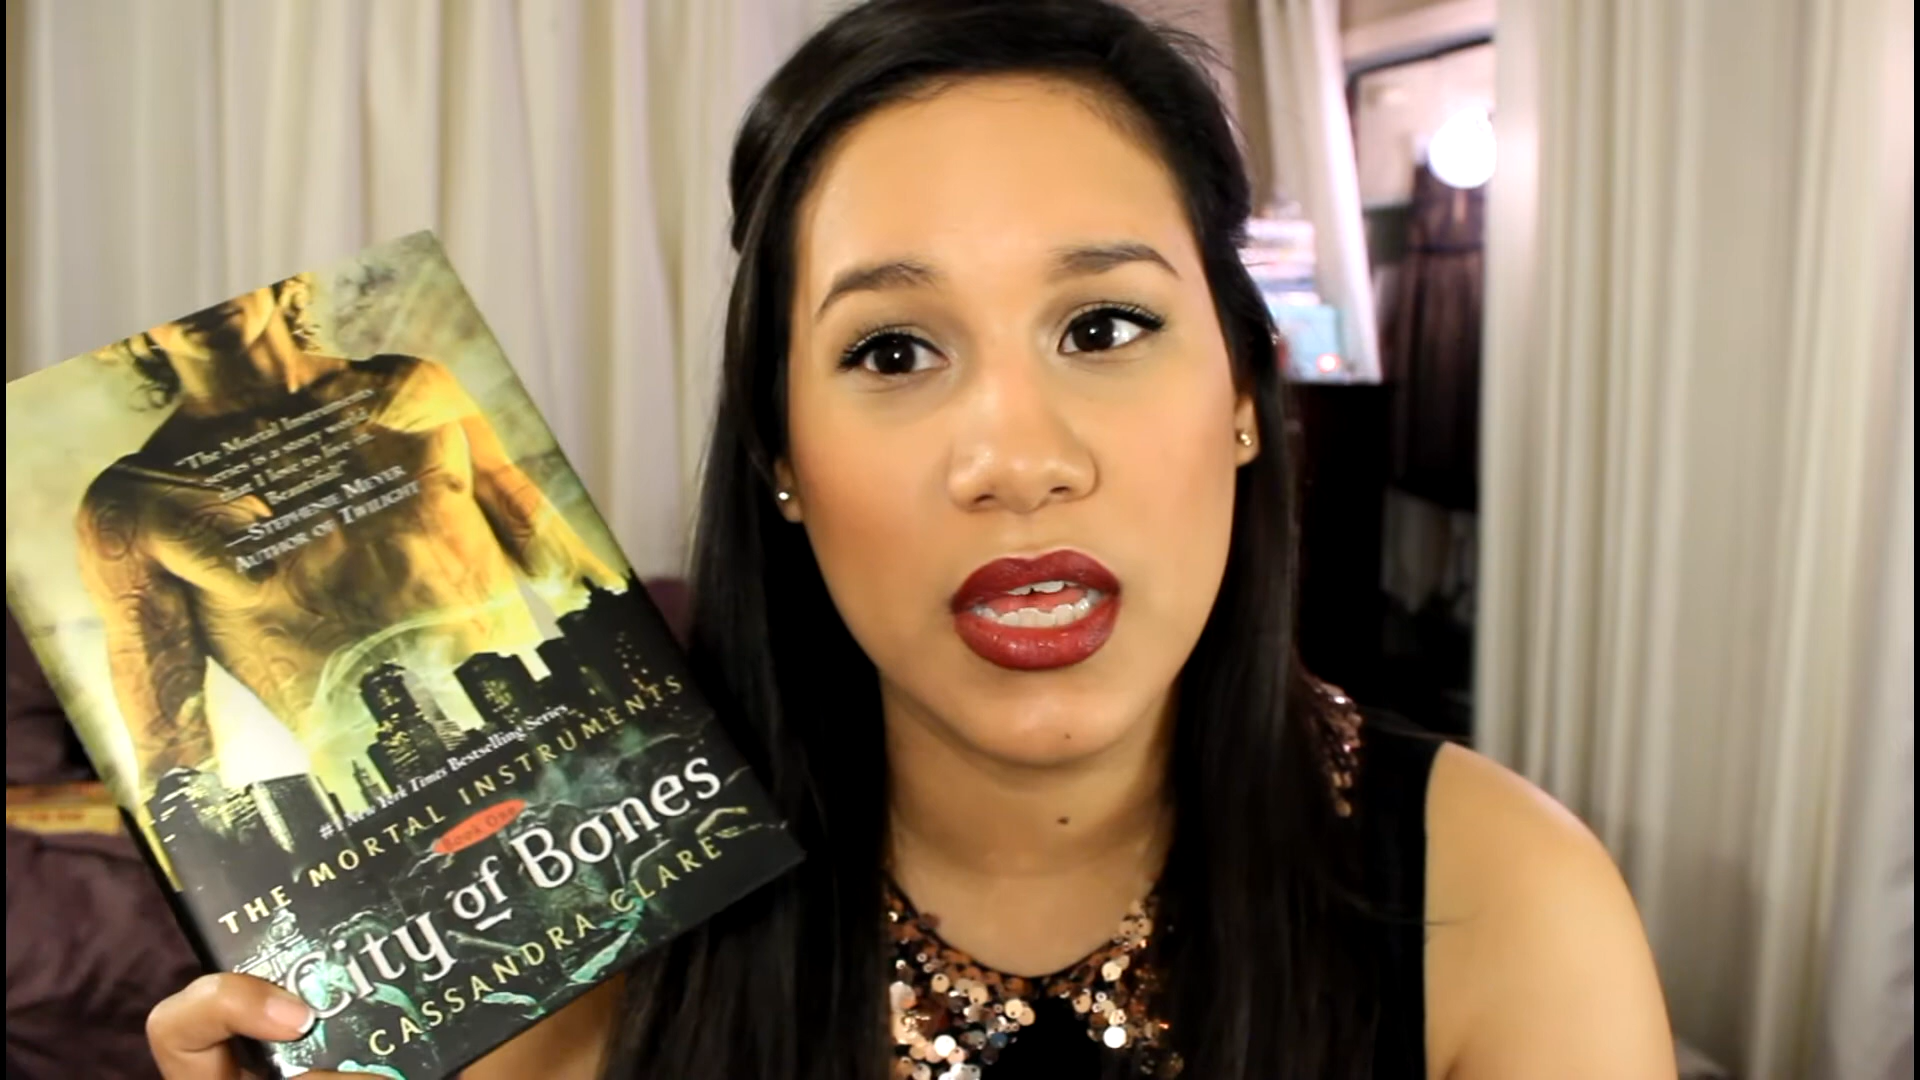 "The Mortal Instruments
series is a story world
that I love to live in.
Beautiful!"
—STEPHENIE MEYER
AUTHOR OF TWILIGHT
#1 New York Times Bestselling Series
THE MORTAL INSTRUMENTS
Book One
City of Bones
CASSANDRA CLARE